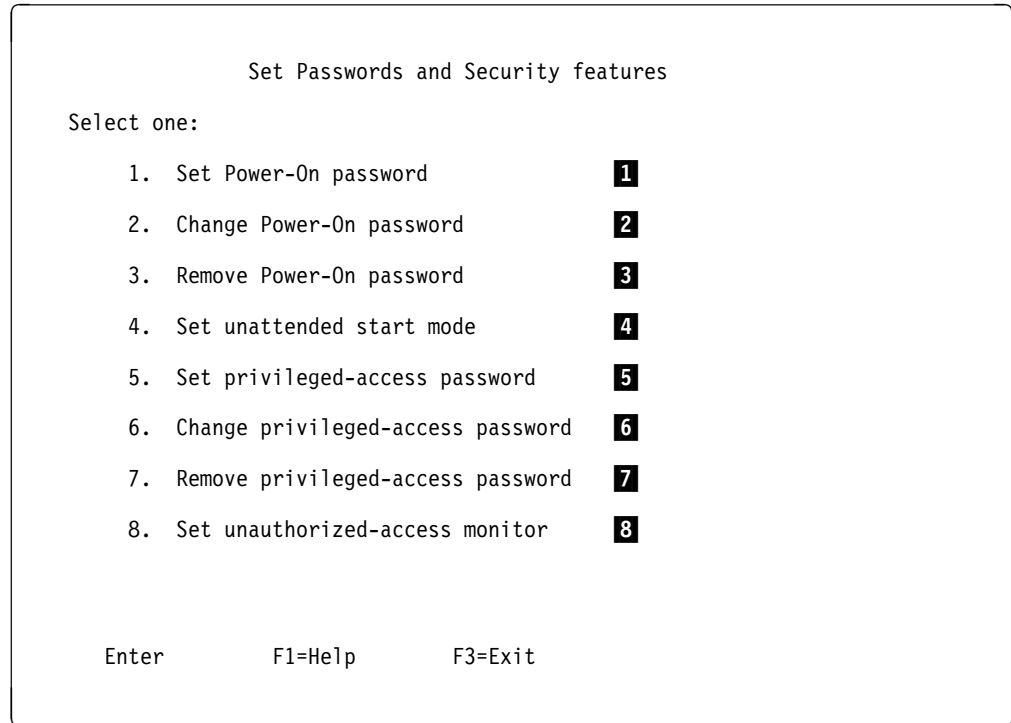 Set Passwords and Security features
Select one:
1. Set Power-On password 1
2. Change Power-On password 2
3. Remove Power-On password 3
4. Set unattended start mode 4
5. Set privileged-access password 5
6. Change privileged-access password 6
7. Remove privileged-access password 7
8. Set unauthorized-access monitor 8
Enter F1=Help F3=Exit